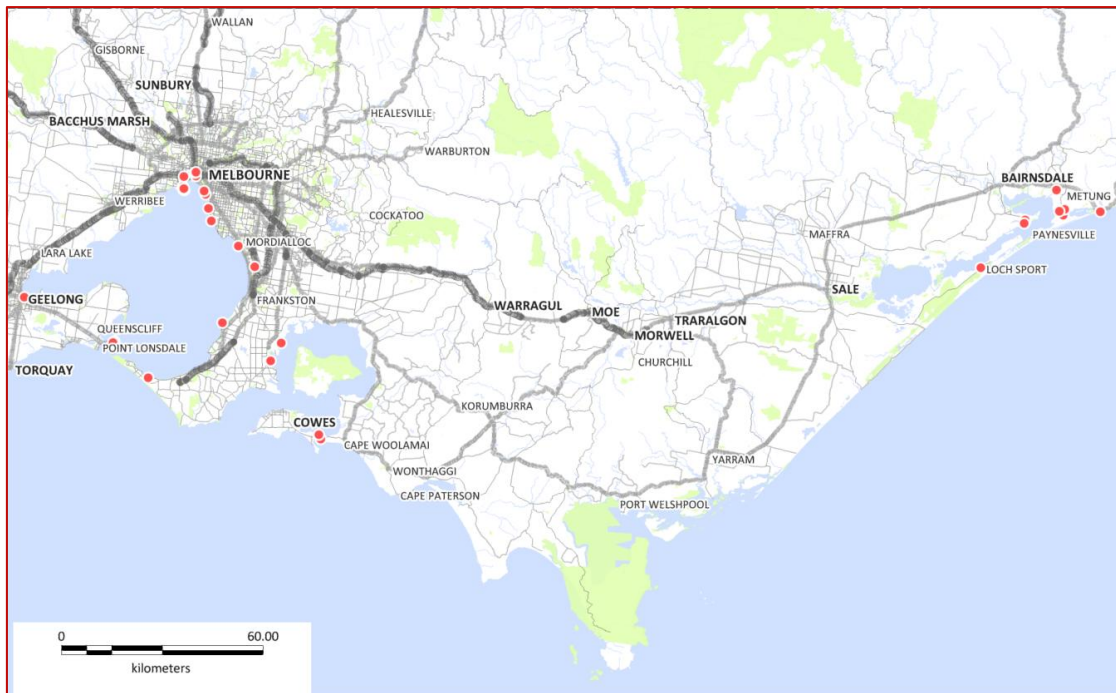 WALLAN
GISBORNE
SUNBURY
HEALESVILLE
BACCHUS MARSH
WARBURTON
MELBOURNE
BAIRNSDALE
METUNG
WERRIBEE
COCKATOO
MAFFRA
PAYNESVILLE
MORDIALLOC
LARA LAKE
LOCH SPORT
SALE
GEELONG
FRANKSTON
WARRAGUL
MOE
TRARALGON
QUEENSCLIFF
MORWELL
POINT LONSDALE
CHURCHILL
TORQUAY
KORUMBURRA
COWES
CAPE WOOLAMAI
YARRAM
WONTHAGGI
CAPE PATERSON
PORT WELSHPOOL
0 60.00
kilometers